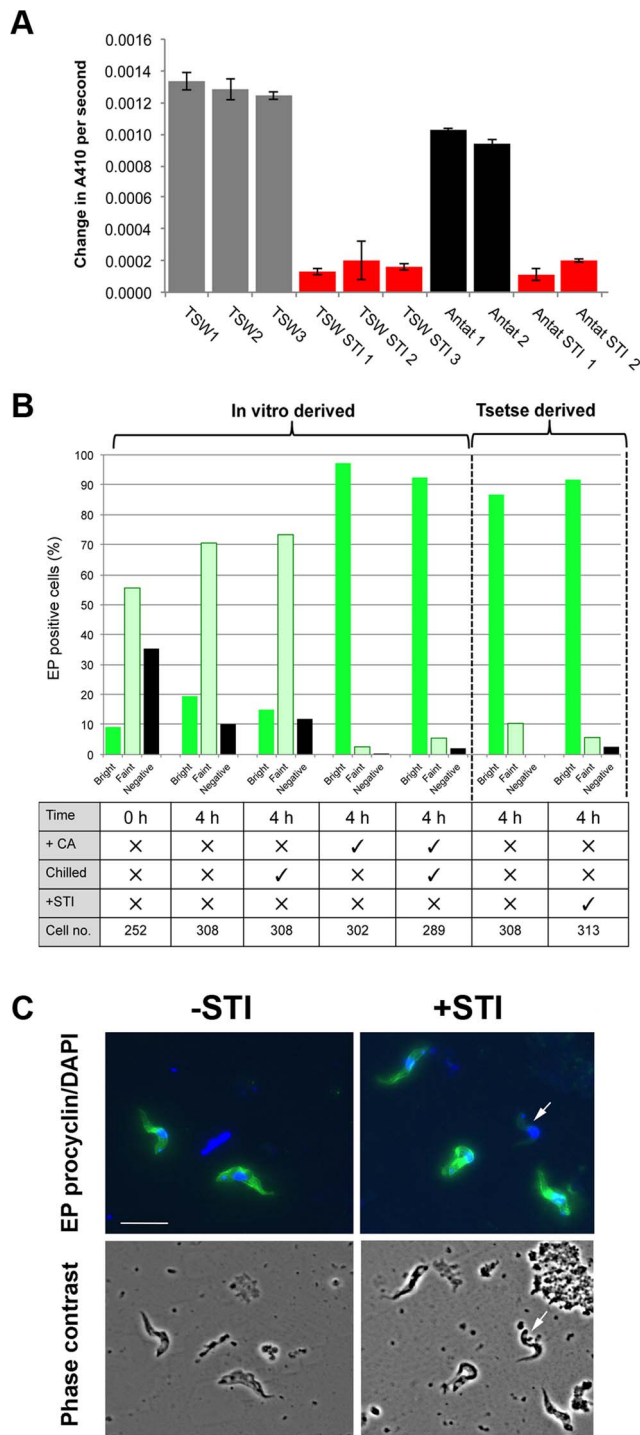 A
Change in A410 per second
0.0016
0.0014
0.0012
0.0010
0.0008
0.0006
0.0004
0.0002
0.0000
TSW1
TSW2
TSW3
TSW STI 1
TSW STI 2
TSW STI 3
Antat 1
Antat 2
Antat STI 1
Antat STI 2
B
In vitro derived Tsetse derived
EP positive cells (%)
100
90
80
70
60
50
40
30
20
10
0
Bright Faint Negative Bright Faint Negative Bright Faint Negative Bright Faint Negative Bright Faint Negative Bright Faint Negative Bright Faint Negative
Time 0 h 4 h 4 h 4 h 4 h 4 h 4 h
+ CA × × × ✓ ✓ × ×
Chilled × × ✓ × ✓ × ×
+STI × × × × × × ✓
Cell no. 252 308 308 302 289 308 313
C
-STI +STI
EP procyclin/DAPI
Phase contrast